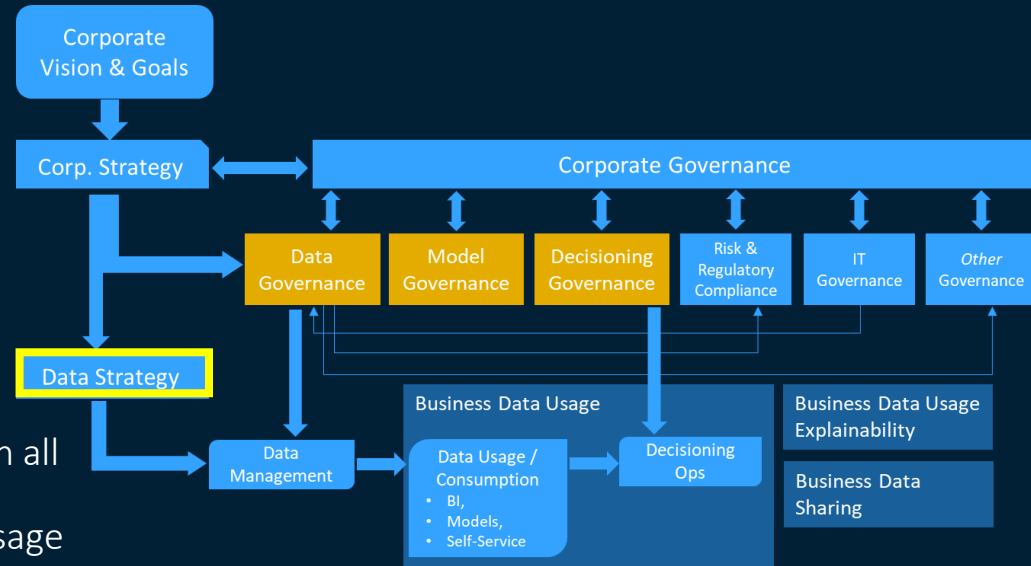 Corporate
Vision & Goals
Corp. Strategy
Corporate Governance
Data
Governance
Model
Governance
Decisioning
Governance
Risk &
Regulatory
Compliance
IT
Governance
Other
Governance
Data Strategy
Business Data Usage
Business Data Usage
Explainability
all
Data
Management
Data Usage /
Consumption
• BI,
• Models,
• Self-Service
Decisioning
Ops
Business Data
Sharing